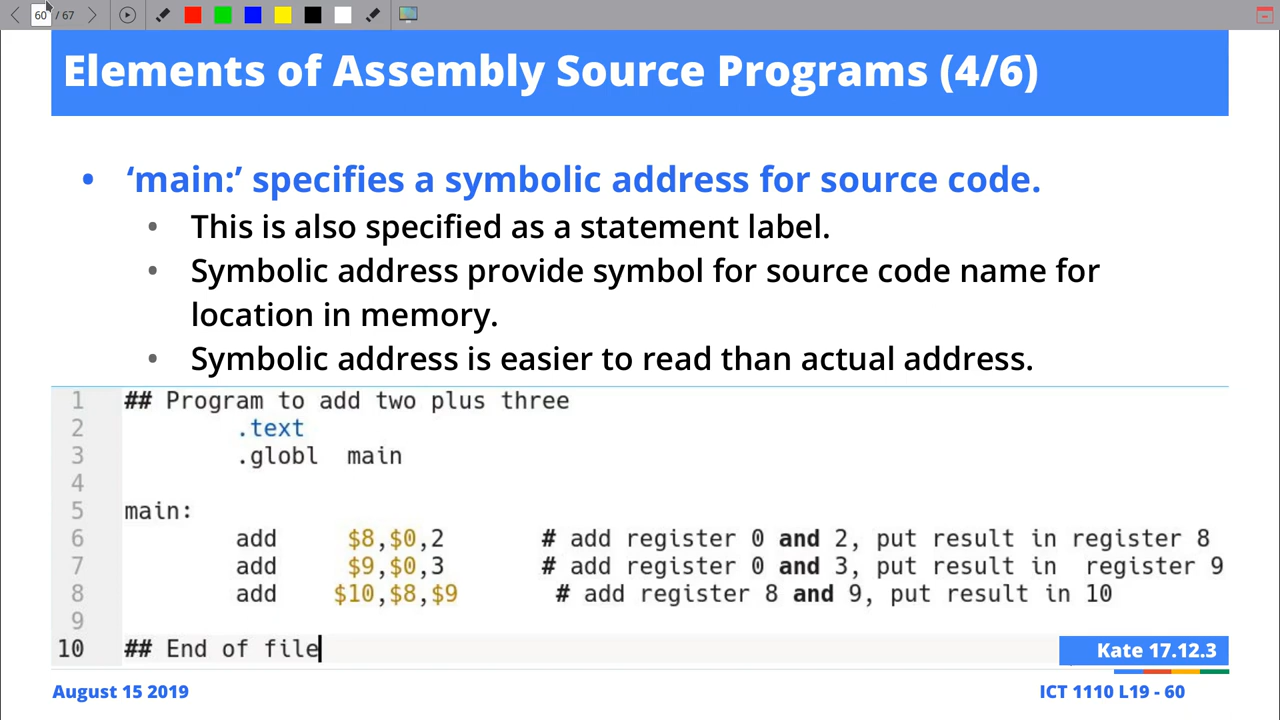 60 / 67
Elements of Assembly Source Programs (4/6)
• ‘main:’ specifies a symbolic address for source code.
• This is also specified as a statement label.
• Symbolic address provide symbol for source code name for
location in memory.
• Symbolic address is easier to read than actual address.
1 ## Program to add two plus three
2 .text
3 .globl main
4
5 main:
6 add $8,$0,2 # add register 0 and 2, put result in register 8
7 add $9,$0,3 # add register 0 and 3, put result in register 9
8 add $10,$8,$9 # add register 8 and 9, put result in 10
9
10 ## End of file
Kate 17.12.3
August 15 2019 ICT 1110 L19 - 60